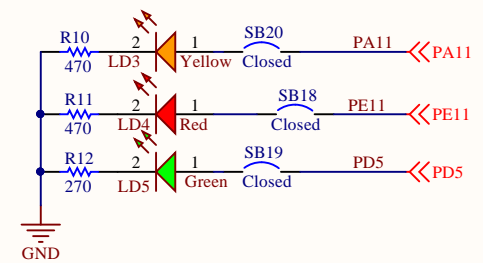 R10 2 1 SB20 PA11 PA11
470 LD3 Yellow Closed
R11 2 1 SB18 PE11 PE11
470 LD4 Red Closed
R12 2 1 SB19 PD5 PD5
270 LD5 Green Closed
GND